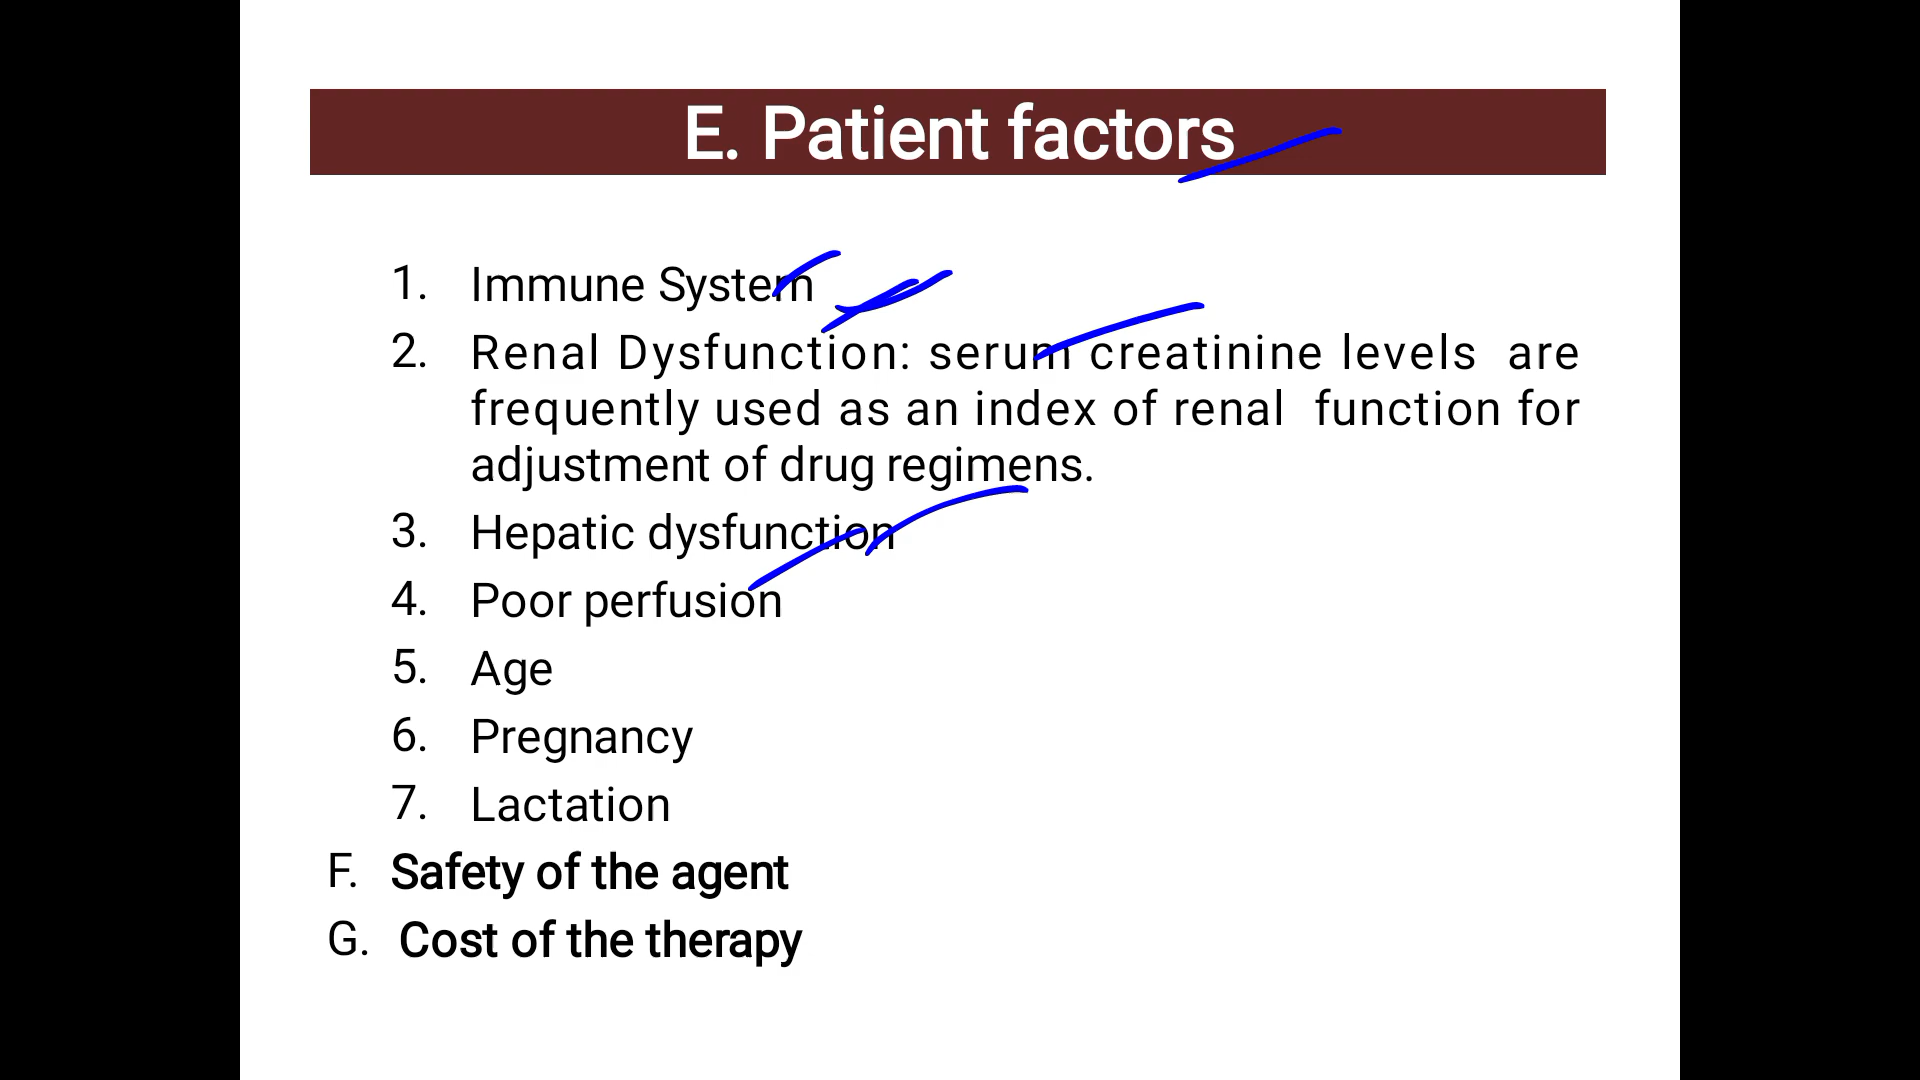 E. Patient factors
1. Immune System
2. Renal Dysfunction: serum creatinine levels are
frequently used as an index of renal function for
adjustment of drug regimens.
3. Hepatic dysfunction
4. Poor perfusion
5. Age
6. Pregnancy
7. Lactation
F. Safety of the agent
G. Cost of the therapy